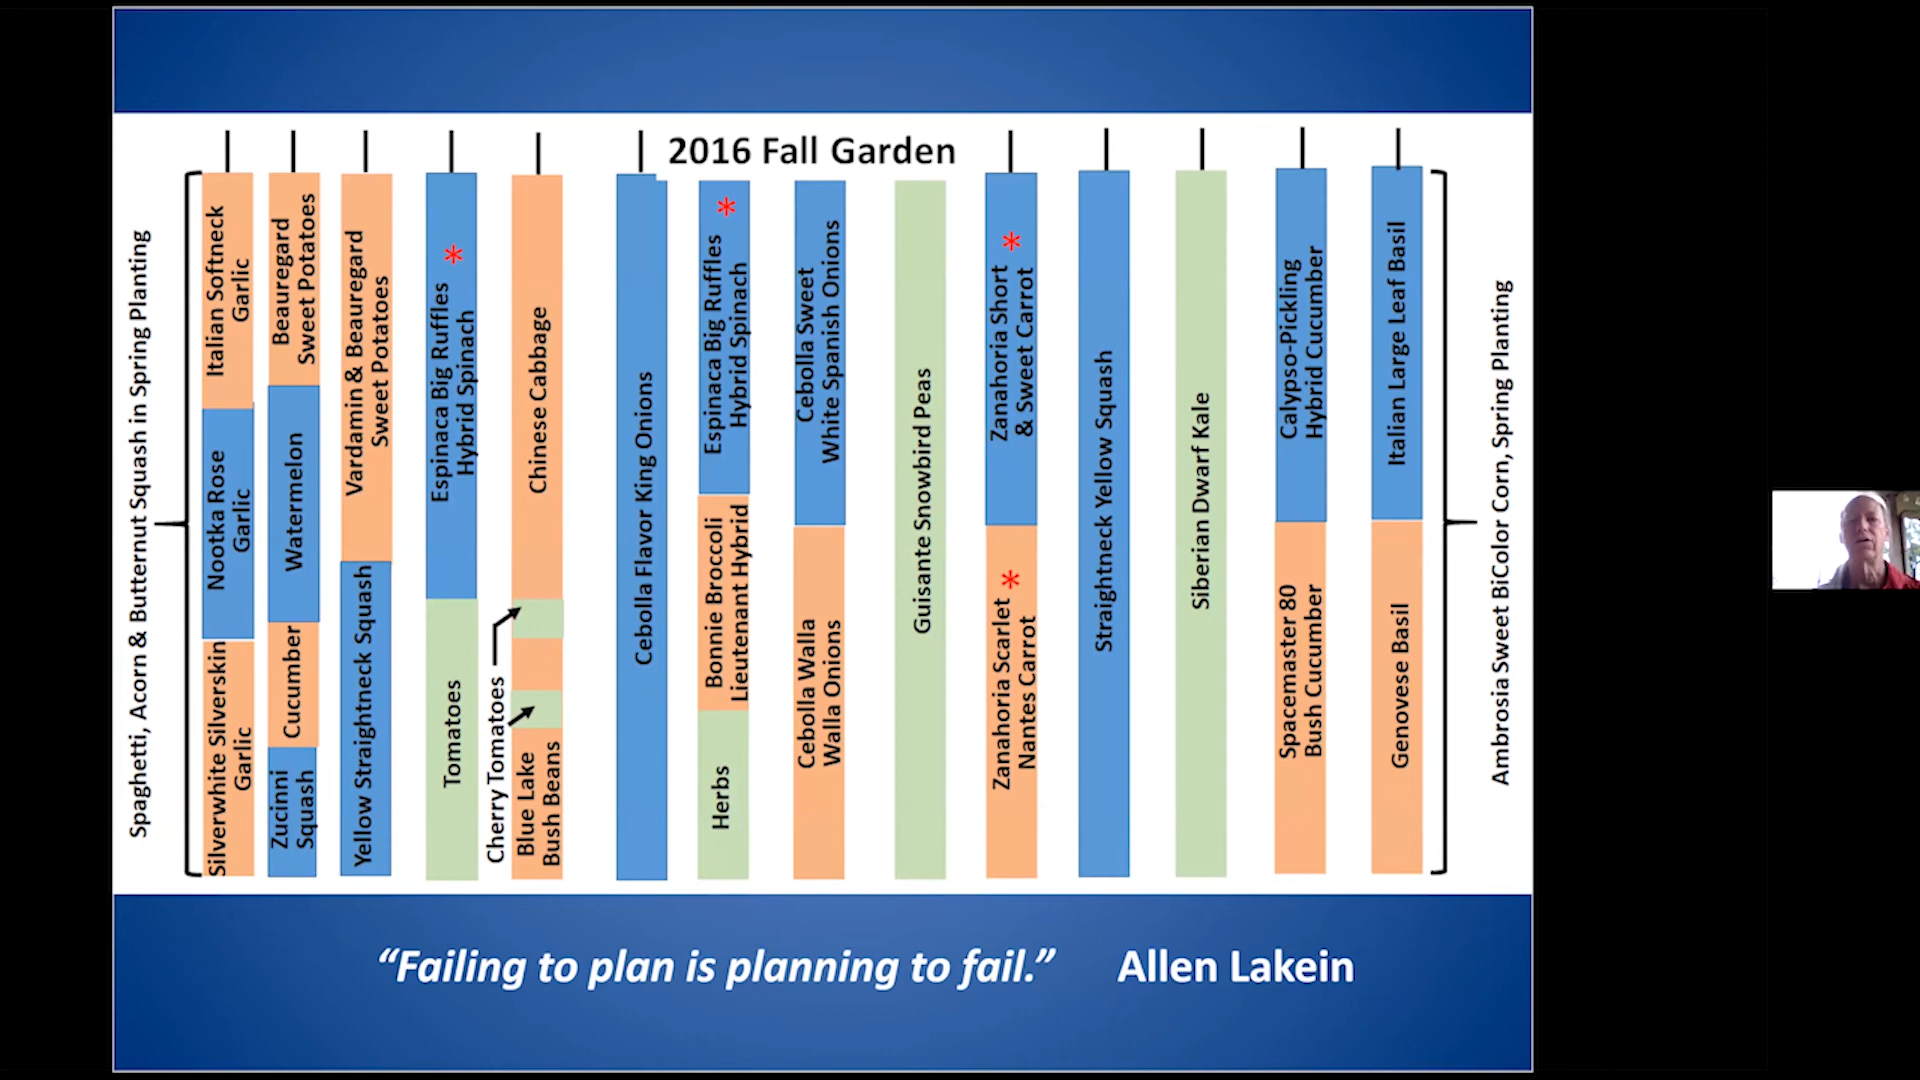 2016 Fall Garden
Spaghetti, Acorn & Butternut Squash in Spring Planting
Italian Softneck
Garlic
Nootka Rose
Garlic
Silverwhite Silverskin
Garlic
Beauregard
Sweet Potatoes
Watermelon
Cucumber
Zucinni
Squash
Vardamin & Beauregard
Sweet Potatoes
Yellow Straightneck Squash
Espinaca Big Ruffles *
Hybrid Spinach
Tomatoes
Cherry Tomatoes
Chinese Cabbage
Blue Lake
Bush Beans
Cebolla Flavor King Onions
Espinaca Big Ruffles *
Hybrid Spinach
Bonnie Broccoli
Lieutenant Hybrid
Herbs
Cebolla Sweet
White Spanish Onions
Cebolla Walla
Walla Onions
Guisante Snowbird Peas
Zanahoria Short *
& Sweet Carrot
Zanahoria Scarlet *
Nantes Carrot
Straightneck Yellow Squash
Siberian Dwarf Kale
Calypso-Pickling
Hybrid Cucumber
Spacemaster 80
Bush Cucumber
Italian Large Leaf Basil
Genovese Basil
Ambrosia Sweet BiColor Corn, Spring Planting
“Failing to plan is planning to fail.” Allen Lakein